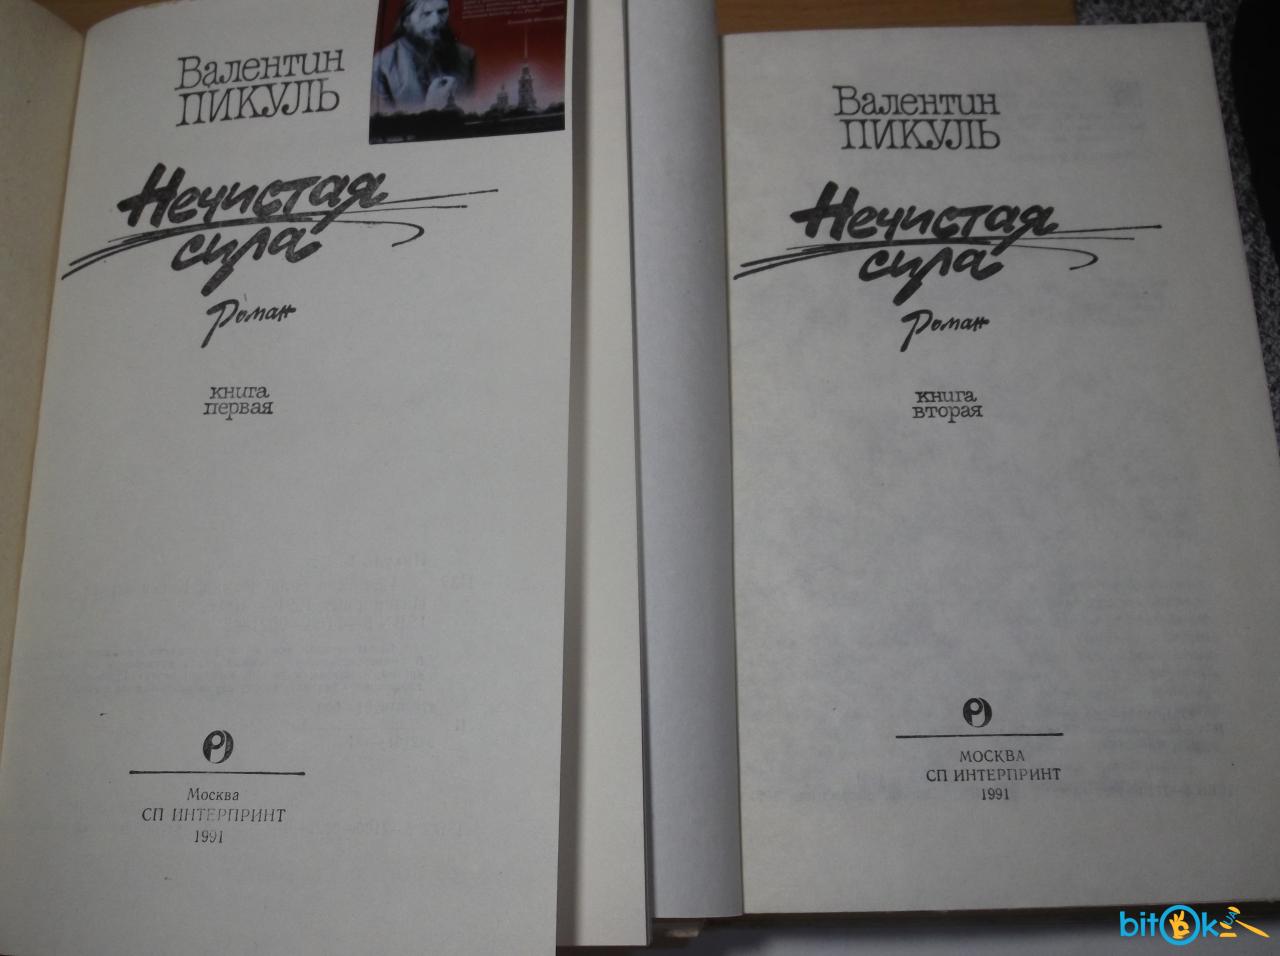 Валентин
ПИКУЛЬ
Нечистая
сила
Роман
книга
первая
Москва
СП ИНТЕРПРИНТ
1991
Валентин
ПИКУЛЬ
Нечистая
сила
Роман
книга
вторая
МОСКВА
СП ИНТЕРПРИНТ
1991
bitOk.UA